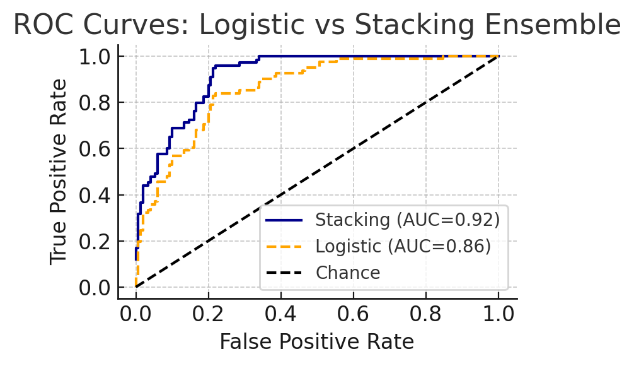 ROC Curves: Logistic vs Stacking Ensemble
True Positive Rate
1.0
0.8
0.6
0.4
0.2
0.0
Stacking (AUC=0.92)
Logistic (AUC=0.86)
Chance
0.0 0.2 0.4 0.6 0.8 1.0
False Positive Rate